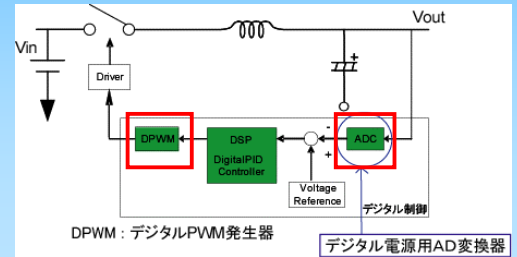 Vin
Vout
Driver
DPWM
DSP
DigitalPID
Controller
-
+
ADC
+
Voltage
Reference
デジタル制御
DPWM : デジタルPWM発生器
デジタル電源用AD変換器